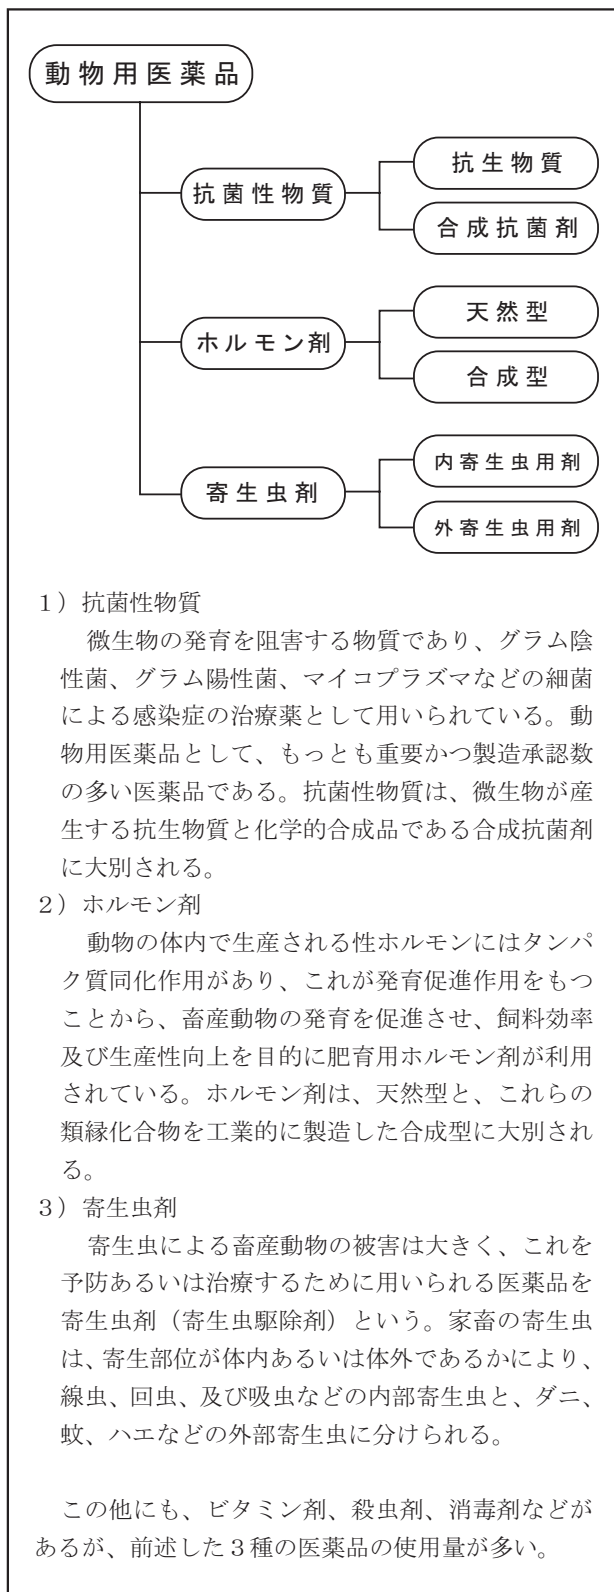 動物用医薬品
抗菌性物質
抗生物質
合成抗菌剤
ホルモン剤
天然型
合成型
寄生虫剤
内寄生虫用剤
外寄生虫用剤
1）抗菌性物質
微生物の発育を阻害する物質であり、グラム陰
性菌、グラム陽性菌、マイコプラズマなどの細菌
による感染症の治療薬として用いられている。動
物用医薬品として、もっとも重要かつ製造承認数
の多い医薬品である。抗菌性物質は、微生物が産
生する抗生物質と化学的合成品である合成抗菌剤
に大別される。
2）ホルモン剤
動物の体内で生産される性ホルモンにはタンパ
ク質同化作用があり、これが発育促進作用をもつ
ことから、畜産動物の発育を促進させ、飼料効率
及び生産性向上を目的に肥育用ホルモン剤が利用
されている。ホルモン剤は、天然型と、これらの
類縁化合物を工業的に製造した合成型に大別され
る。
3）寄生虫剤
寄生虫による畜産動物の被害は大きく、これを
予防あるいは治療するために用いられる医薬品を
寄生虫剤（寄生虫駆除剤）という。家畜の寄生虫
は、寄生部位が体内あるいは体外であるかにより、
線虫、回虫、及び吸虫などの内部寄生虫と、ダニ、
蚊、ハエなどの外部寄生虫に分けられる。
この他にも、ビタミン剤、殺虫剤、消毒剤などが
あるが、前述した3種の医薬品の使用量が多い。